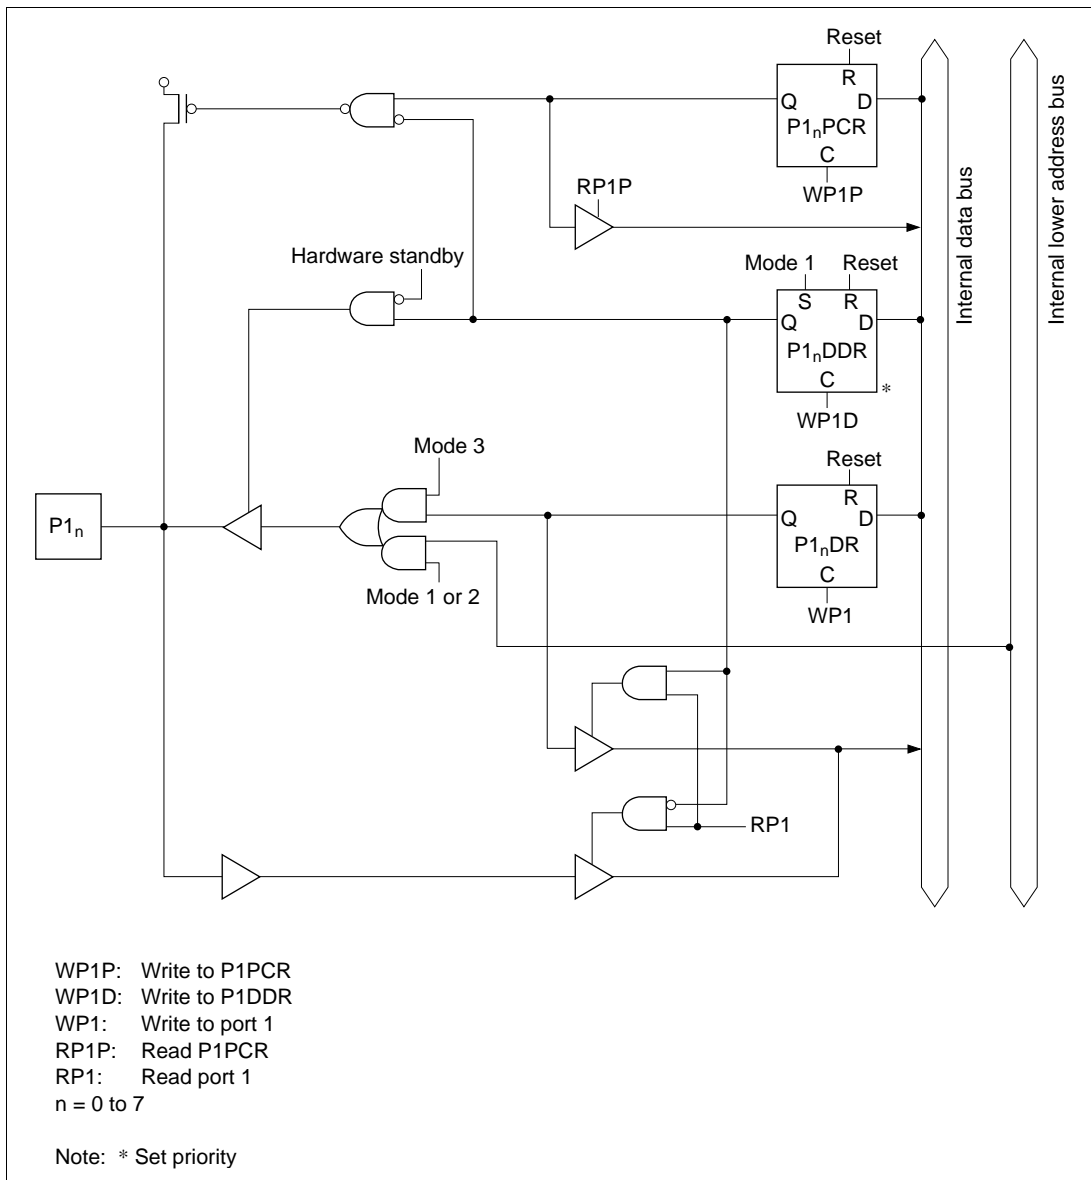 Reset
R
Q D
P1nPCR
C
WP1P
RP1P
Internal data bus
Internal lower address bus
Hardware standby
Mode 1 Reset
S R
Q D
P1nDDR
C
*
WP1D
Mode 3
Reset
R
Q D
P1nDR
C
WP1
P1n
Mode 1 or 2
RP1
WP1P: Write to P1PCR
WP1D: Write to P1DDR
WP1: Write to port 1
RP1P: Read P1PCR
RP1: Read port 1
n = 0 to 7
Note: * Set priority